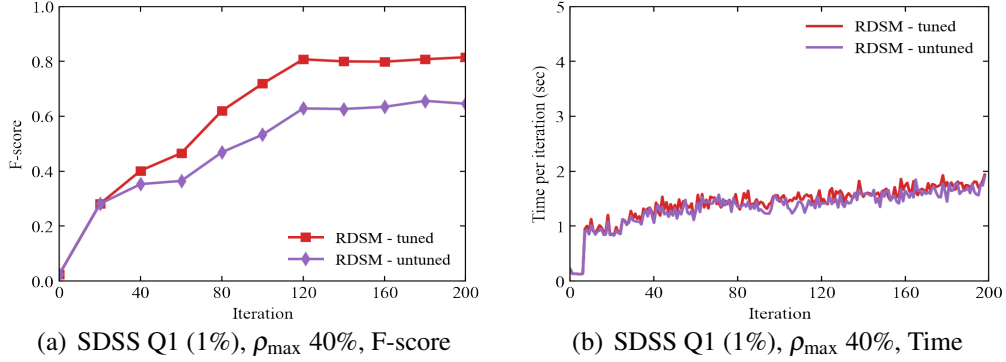 1.0
0.8
0.6
0.4
0.2
0.0
F-score
RDSM - tuned
RDSM - untuned
0 40 80 120 160 200
Iteration
(a) SDSS Q1 (1%), ρmax 40%, F-score
5
4
3
2
1
0
Time per iteration (sec)
RDSM - tuned
RDSM - untuned
0 40 80 120 160 200
Iteration
(b) SDSS Q1 (1%), ρmax 40%, Time